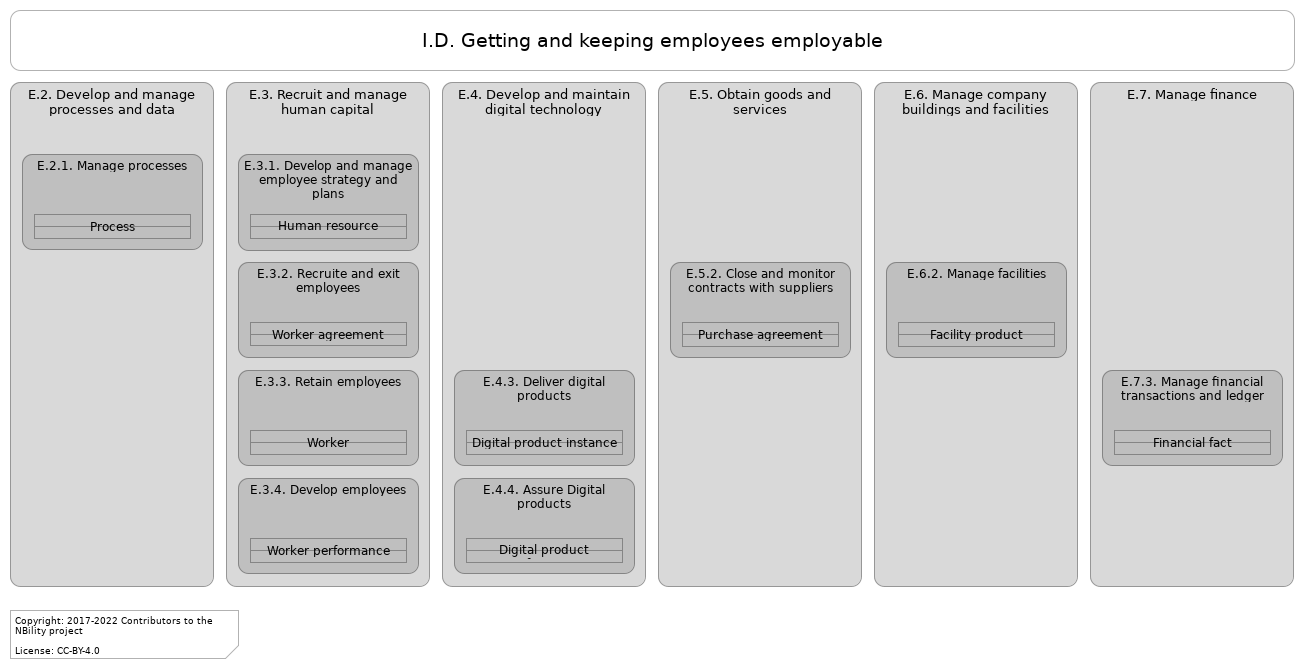 I.D. Getting and keeping employees employable
E.2. Develop and manage
processes and data
E.2.1. Manage processes
Process
E.3. Recruit and manage
human capital
E.3.1. Develop and manage
employee strategy and
plans
Human resource
E.3.2. Recruite and exit
employees
Worker agreement
E.3.3. Retain employees
Worker
E.3.4. Develop employees
Worker performance
E.4. Develop and maintain
digital technology
E.4.3. Deliver digital
products
Digital product instance
E.4.4. Assure Digital
products
Digital product
E.5. Obtain goods and
services
E.5.2. Close and monitor
contracts with suppliers
Purchase agreement
E.6. Manage company
buildings and facilities
E.6.2. Manage facilities
Facility product
E.7. Manage finance
E.7.3. Manage financial
transactions and ledger
Financial fact
Copyright: 2017-2022 Contributors to the
NBility project
License: CC-BY-4.0